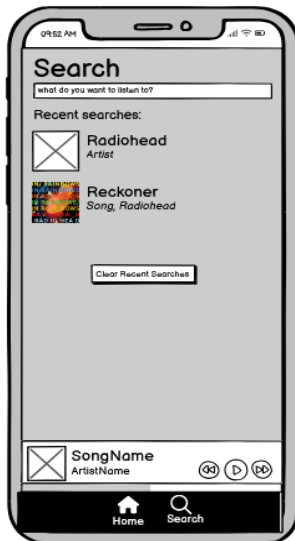 09:52 AM
Search
what do you want to listen to?
Recent searches:
Radiohead
Artist
Reckoner
Song, Radiohead
Clear Recent Searches
SongName
ArtistName
Home
Search